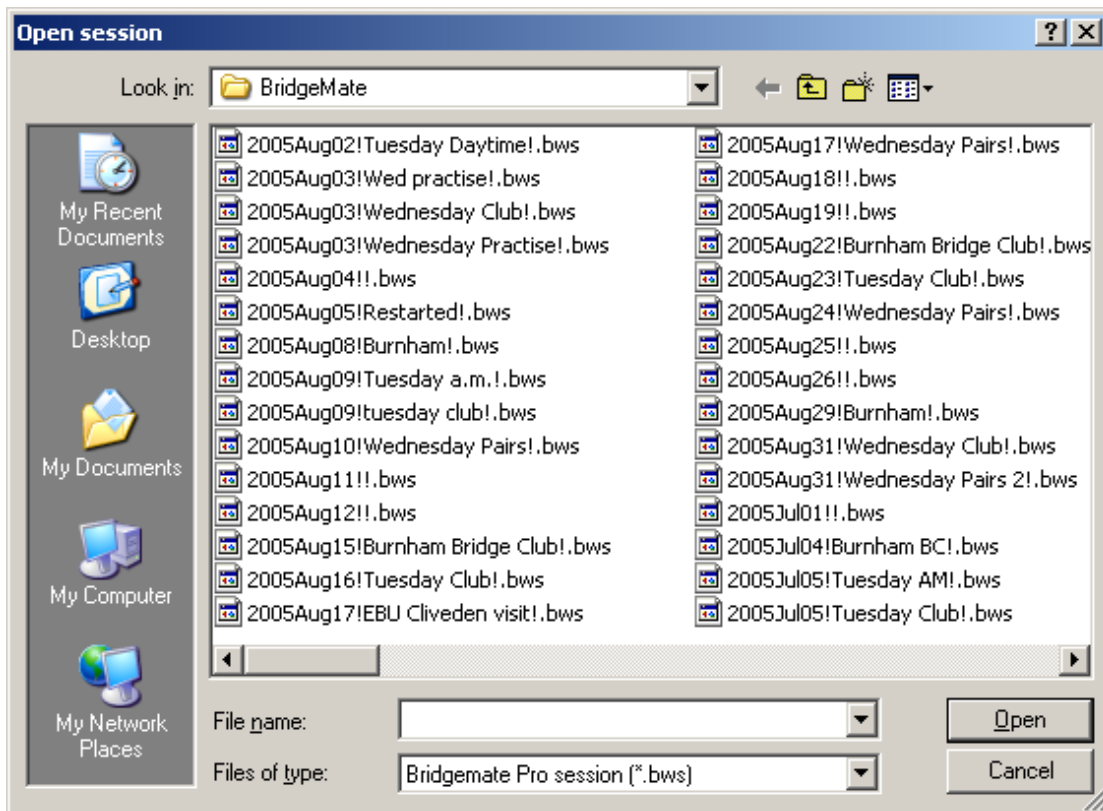 Open session
Look in:
BridgeMate
My Recent
Documents
Desktop
My Documents
My Computer
My Network
Places
2005Aug02!Tuesday Daytime!.bws
2005Aug03!Wed practise!.bws
2005Aug03!Wednesday Club!.bws
2005Aug03!Wednesday Practise!.bws
2005Aug04!!.bws
2005Aug05!Restarted!.bws
2005Aug08!Burnham!.bws
2005Aug09!Tuesday a.m.!.bws
2005Aug09!tuesday club!.bws
2005Aug10!Wednesday Pairs!.bws
2005Aug11!!.bws
2005Aug12!!.bws
2005Aug15!Burnham Bridge Club!.bws
2005Aug16!Tuesday Club!.bws
2005Aug17!EBU Cliveden visit!.bws
2005Aug17!Wednesday Pairs!.bws
2005Aug18!!.bws
2005Aug19!!.bws
2005Aug22!Burnham Bridge Club!.bws
2005Aug23!Tuesday Club!.bws
2005Aug24!Wednesday Pairs!.bws
2005Aug25!!.bws
2005Aug26!!.bws
2005Aug29!Burnham!.bws
2005Aug31!Wednesday Club!.bws
2005Aug31!Wednesday Pairs 2!.bws
2005Jul01!!.bws
2005Jul04!Burnham BC!.bws
2005Jul05!Tuesday AM!.bws
2005Jul05!Tuesday Club!.bws
File name:
Open
Files of type:
Bridgemate Pro session (*.bws)
Cancel